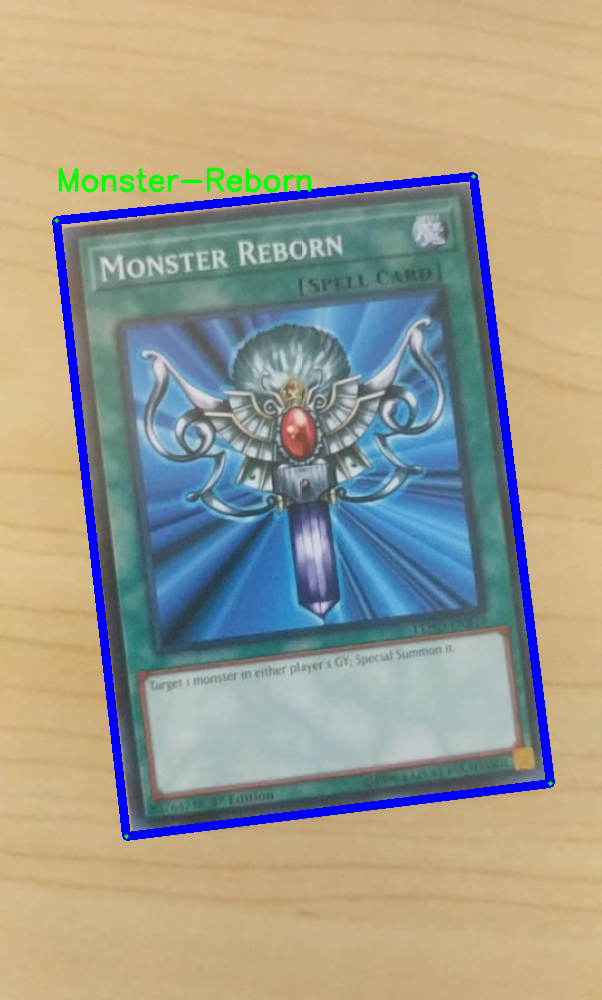 Monster-Reborn
MONSTER REBORN
[SPELL CARD]
Target 1 monster in either player's GY; Special Summon it.
1st Edition